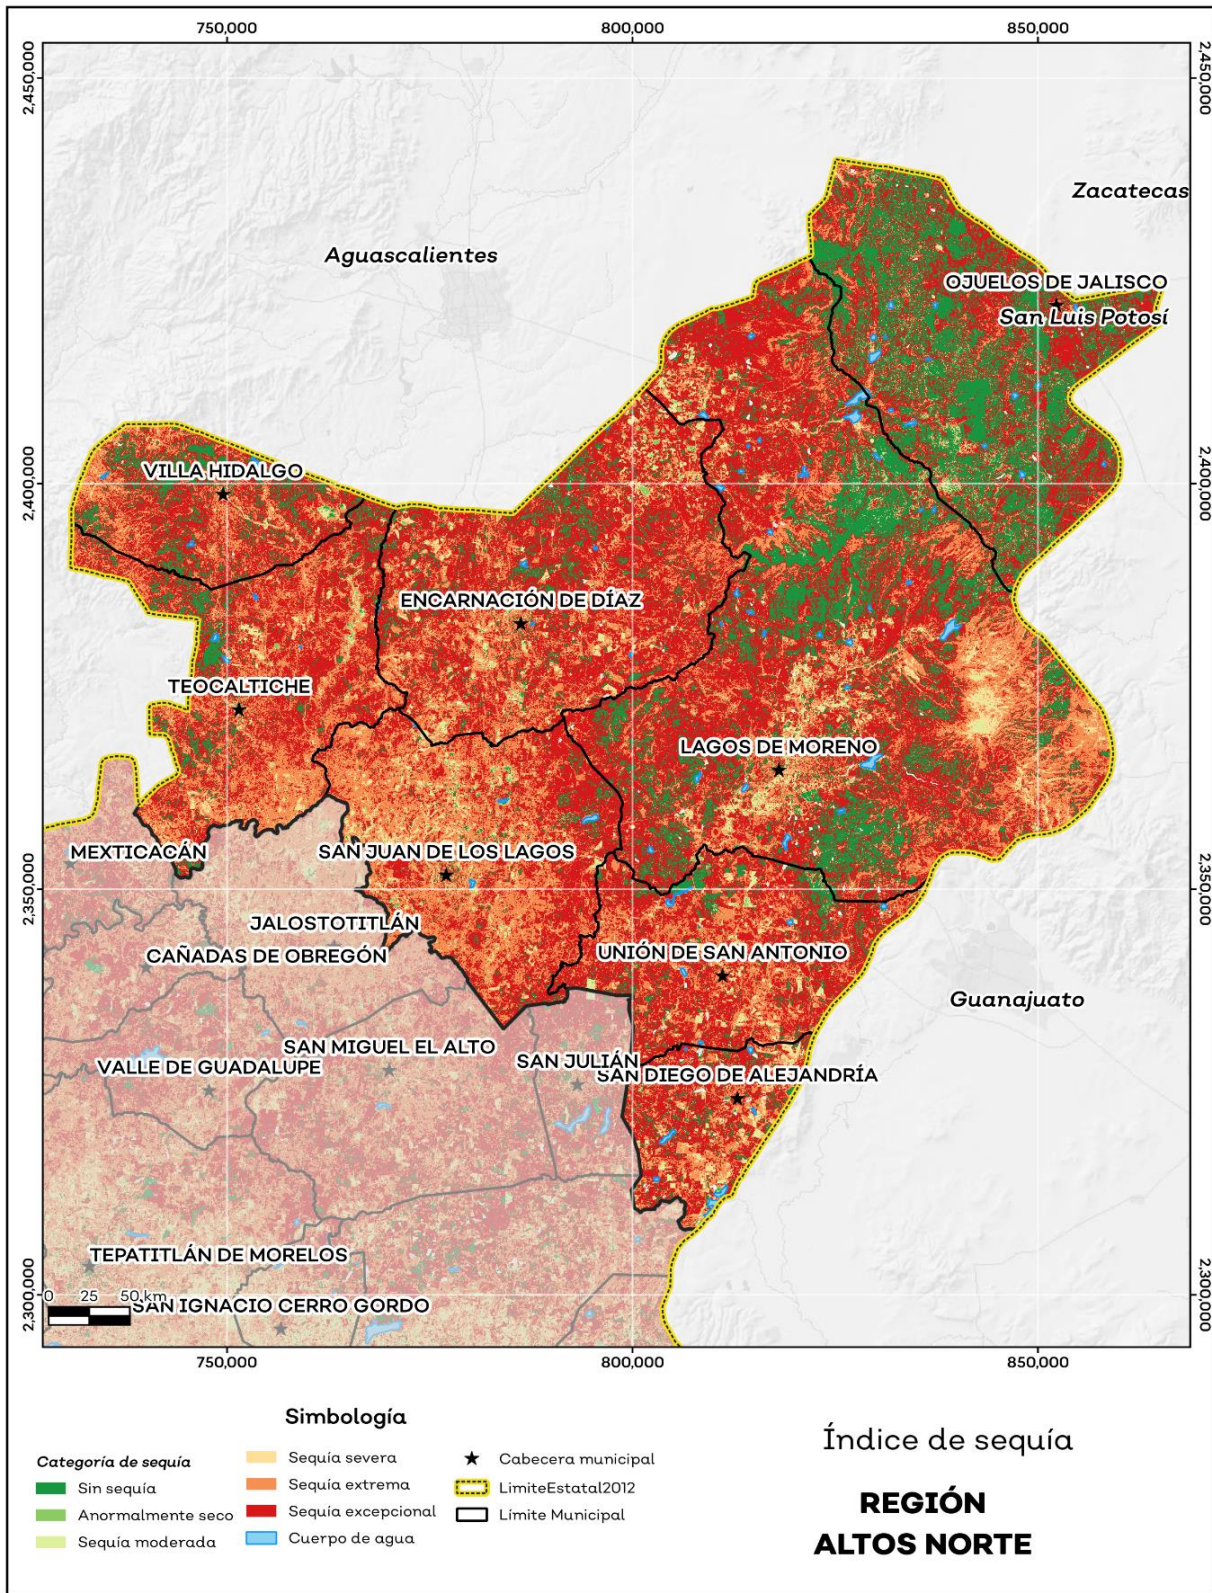 750,000
800,000
850,000
2,450,000
2,450,000
Zacatecas
Aguascalientes
OJUELOS DE JALISCO
San Luis Potosí
VILLA HIDALGO
2,400,000
2,400,000
ENCARNACIÓN DE DÍAZ
TEOCALTICHE
LAGOS DE MORENO
MEXTICACÁN
SAN JUAN DE LOS LAGOS
2,350,000
2,350,000
JALOSTOTITLÁN
CAÑADAS DE OBREGÓN
UNIÓN DE SAN ANTONIO
Guanajuato
SAN MIGUEL EL ALTO
VALLE DE GUADALUPE
SAN JULIÁN
SAN DIEGO DE ALEJANDRÍA
TEPATITLÁN DE MORELOS
2,300,000
2,300,000
0 25 50 km
SAN IGNACIO CERRO GORDO
750,000
800,000
850,000
Simbología
Categoría de sequía
Sin sequía
Anormalmente seco
Sequía moderada
Sequía severa
Sequía extrema
Sequía excepcional
Cuerpo de agua
Cabecera municipal
LimiteEstatal2012
Límite Municipal
Índice de sequía
REGIÓN
ALTOS NORTE